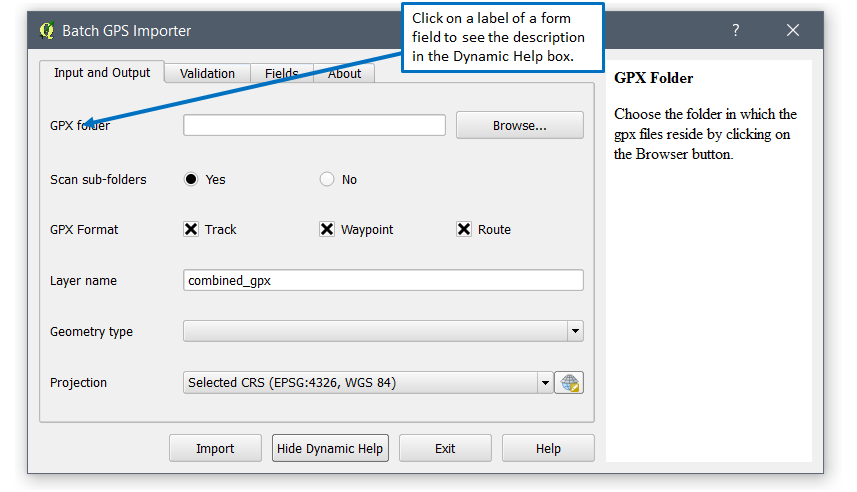 Batch GPS Importer
?
Click on a label of a form
field to see the description
in the Dynamic Help box.
Input and Output Validation Fields About
GPX folder Browse...
Scan sub-folders Yes No
GPX Format Track Waypoint Route
Layer name combined_gpx
Geometry type
Projection Selected CRS (EPSG:4326, WGS 84)
Import Hide Dynamic Help Exit Help
GPX Folder
Choose the folder in which the
gpx files reside by clicking on
the Browser button.